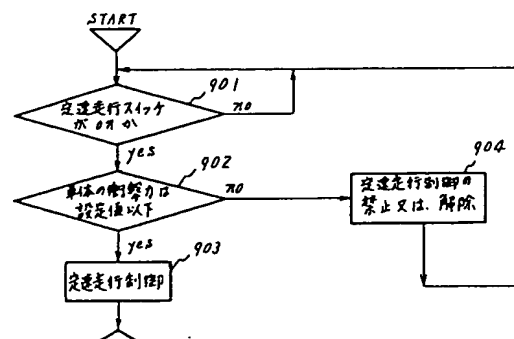 START
901
定速走行スイッチ
がonか
no
yes
902
車体の衝撃力は
設定値以下
no
904
定速走行制御の
禁止又は、解除
yes
903
定速走行制御